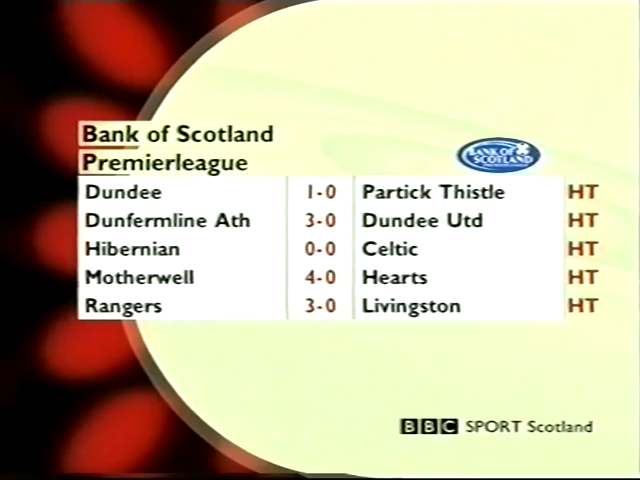 Bank of Scotland
Premierleague
BANK OF
SCOTLAND
PREMIERLEAGUE
Dundee 1-0 Partick Thistle HT
Dunfermline Ath 3-0 Dundee Utd HT
Hibernian 0-0 Celtic HT
Motherwell 4-0 Hearts HT
Rangers 3-0 Livingston HT
BBC SPORT Scotland